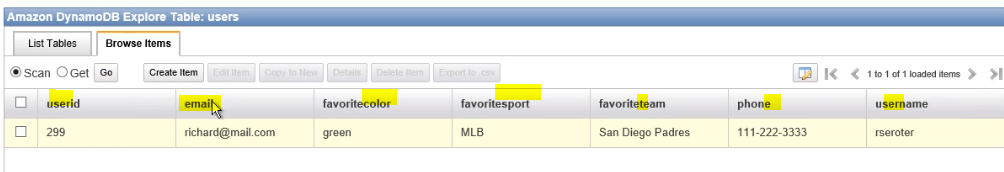 Amazon DynamoDB Explore Table: users
List Tables Browse Items
Scan Get Go Create Item Edit Item Copy to New Details Delete Item Export to .csv 1 to 1 of 1 loaded items
userid email favoritecolor favoritesport favoriteteam phone username
299 richard@mail.com green MLB San Diego Padres 111-222-3333 rseroter